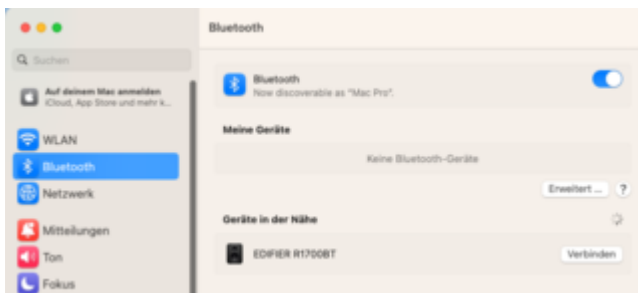 Bluetooth
Suchen
Auf deinem Mac anmelden
iCloud, App Store und mehr k...
WLAN
Bluetooth
Netzwerk
Mitteilungen
Ton
Fokus
Bluetooth
Now discoverable as "Mac Pro".
Meine Geräte
Keine Bluetooth-Geräte
Erweitert ... ?
Geräte in der Nähe
EDIFIER R1700BT Verbinden